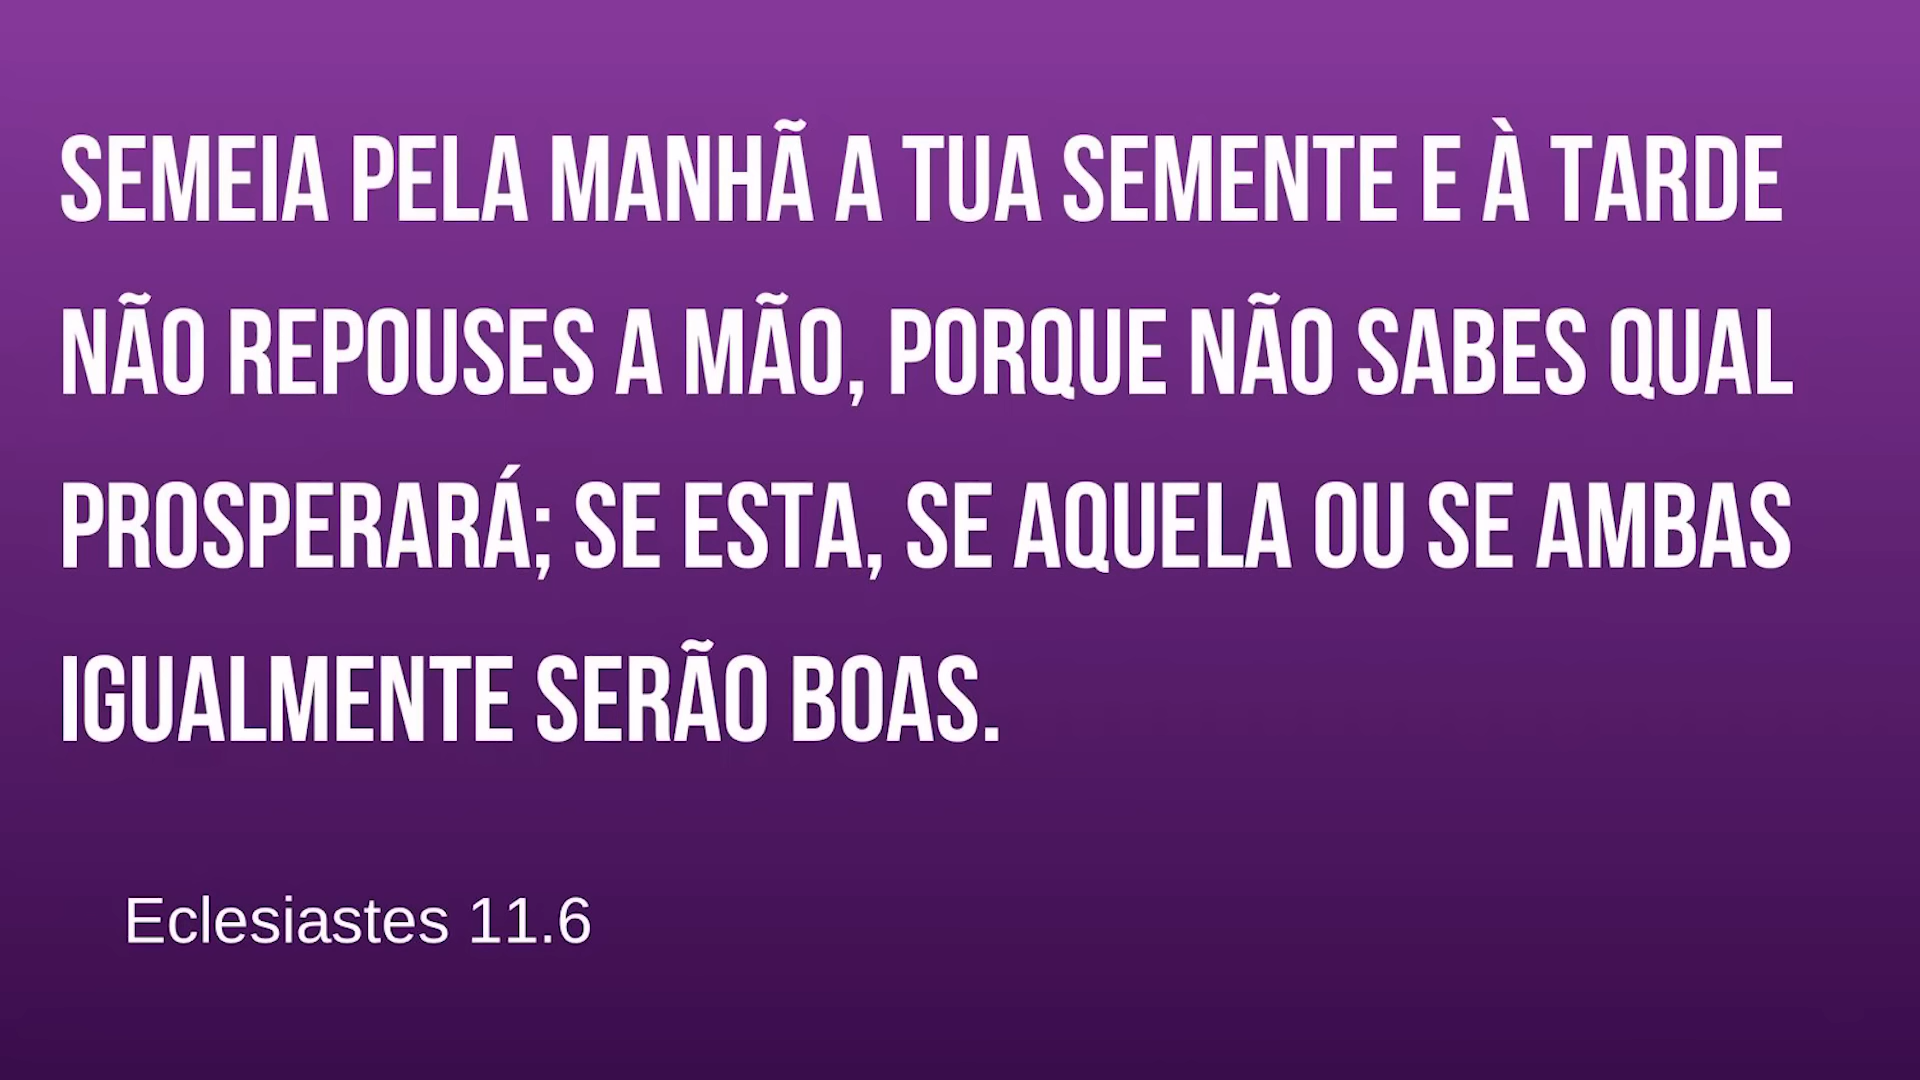 SEMEIA PELA MANHÃ A TUA SEMENTE E À TARDE
NÃO REPOUSES A MÃO, PORQUE NÃO SABES QUAL
PROSPERARÁ; SE ESTA, SE AQUELA OU SE AMBAS
IGUALMENTE SERÃO BOAS.
Eclesiastes 11.6